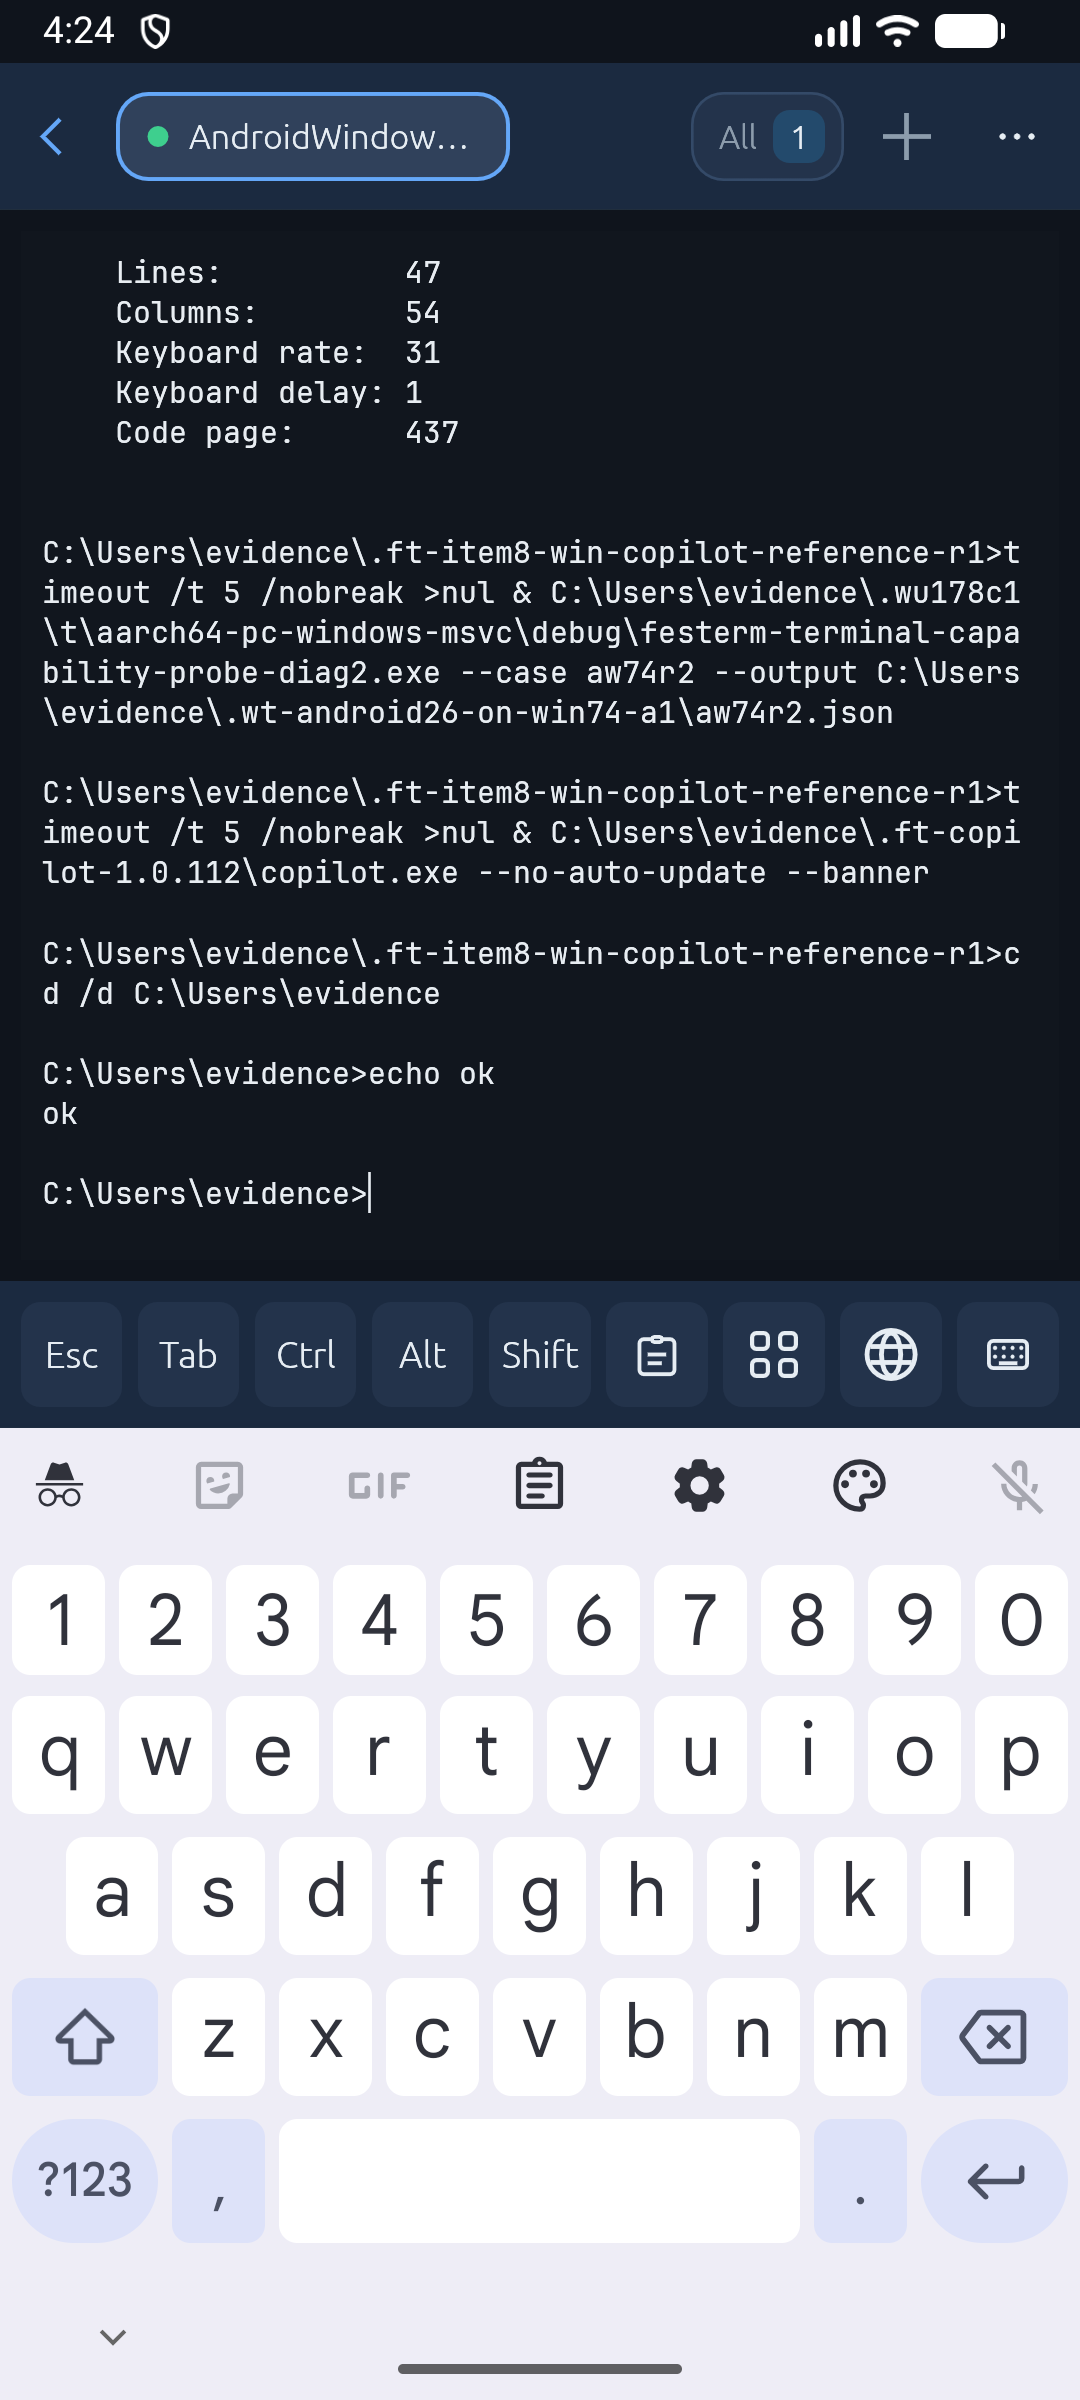 4:24
AndroidWindow...
All 1
Lines: 47
Columns: 54
Keyboard rate: 31
Keyboard delay: 1
Code page: 437
C:\Users\evidence\.ft-item8-win-copilot-reference-r1>t
imeout /t 5 /nobreak >nul & C:\Users\evidence\.wu178c1
\t\aarch64-pc-windows-msvc\debug\festerm-terminal-capa
bility-probe-diag2.exe --case aw74r2 --output C:\Users
\evidence\.wt-android26-on-win74-a1\aw74r2.json
C:\Users\evidence\.ft-item8-win-copilot-reference-r1>t
imeout /t 5 /nobreak >nul & C:\Users\evidence\.ft-copi
lot-1.0.112\copilot.exe --no-auto-update --banner
C:\Users\evidence\.ft-item8-win-copilot-reference-r1>c
d /d C:\Users\evidence
C:\Users\evidence>echo ok
ok
C:\Users\evidence>
Esc Tab Ctrl Alt Shift
GIF
1 2 3 4 5 6 7 8 9 0
q w e r t y u i o p
a s d f g h j k l
z x c v b n m
?123 , .